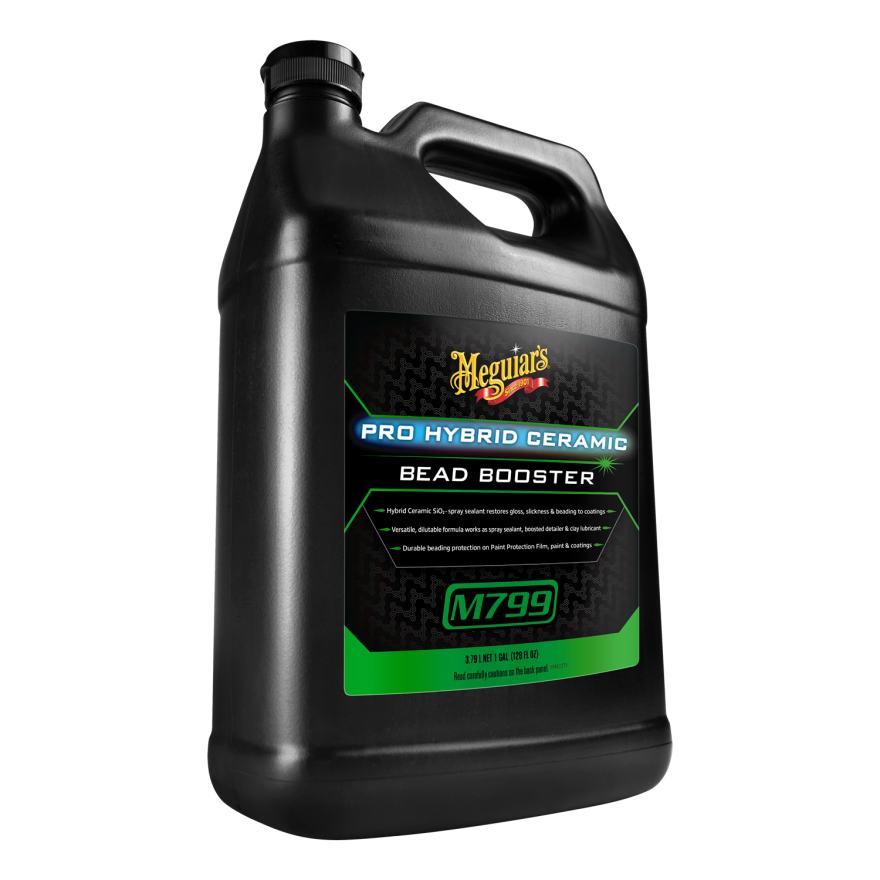 Meguiar's
SINCE 1901
PRO HYBRID CERAMIC
BEAD BOOSTER
Hybrid Ceramic SiO₂-spray sealant restores gloss, slickness & beading to coatings
Versatile, dilutable formula works as spray sealant, boosted detailer & clay lubricant
Durable beading protection on Paint Protection Film, paint & coatings
M799
3.79 L NET 1 GAL (128 FL OZ)
Read carefully cautions on the back panel.